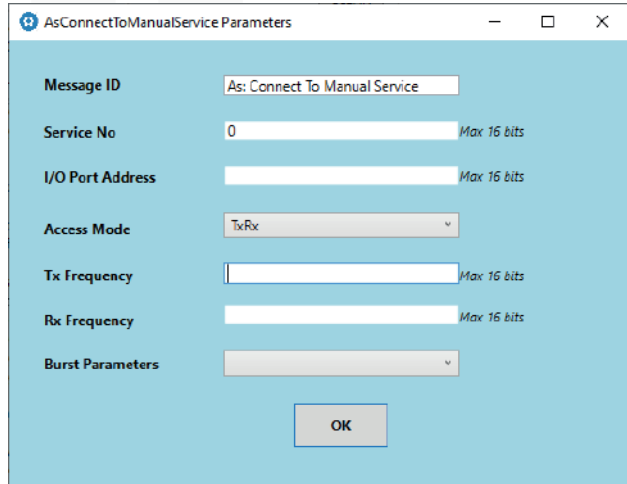 AsConnectToManualService Parameters
Message ID As: Connect To Manual Service
Service No 0 Max 16 bits
I/O Port Address Max 16 bits
Access Mode TxRx
Tx Frequency Max 16 bits
Rx Frequency Max 16 bits
Burst Parameters
OK